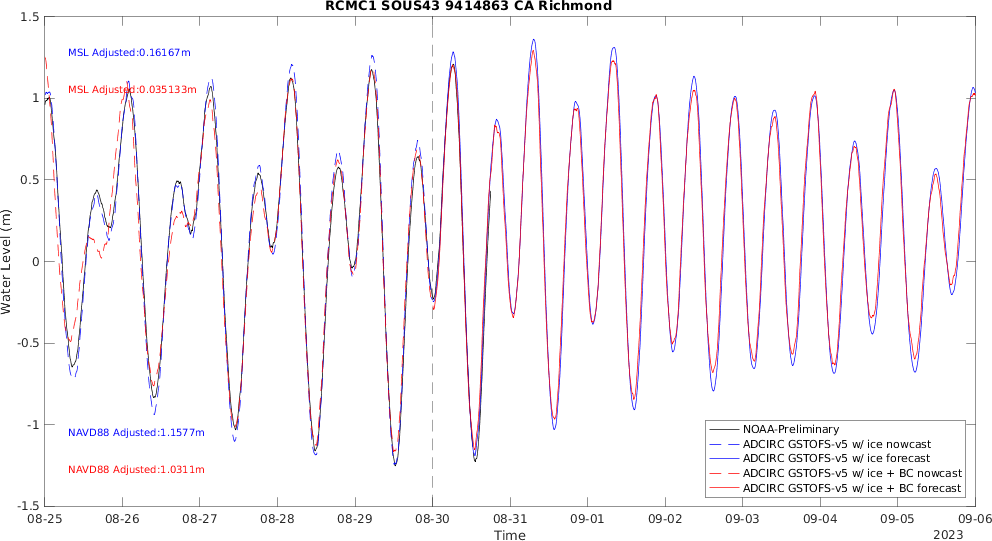 RCMC1 SOUS43 9414863 CA Richmond
1.5
1
0.5
0
-0.5
-1
-1.5
Water Level (m)
MSL Adjusted:0.16167m
MSL Adjusted:0.035133m
NAVD88 Adjusted:1.1577m
NAVD88 Adjusted:1.0311m
NOAA-Preliminary
ADCIRC GSTOFS-v5 w/ ice nowcast
ADCIRC GSTOFS-v5 w/ ice forecast
ADCIRC GSTOFS-v5 w/ ice + BC nowcast
ADCIRC GSTOFS-v5 w/ ice + BC forecast
08-25 08-26 08-27 08-28 08-29 08-30 08-31 09-01 09-02 09-03 09-04 09-05 09-06
Time
2023